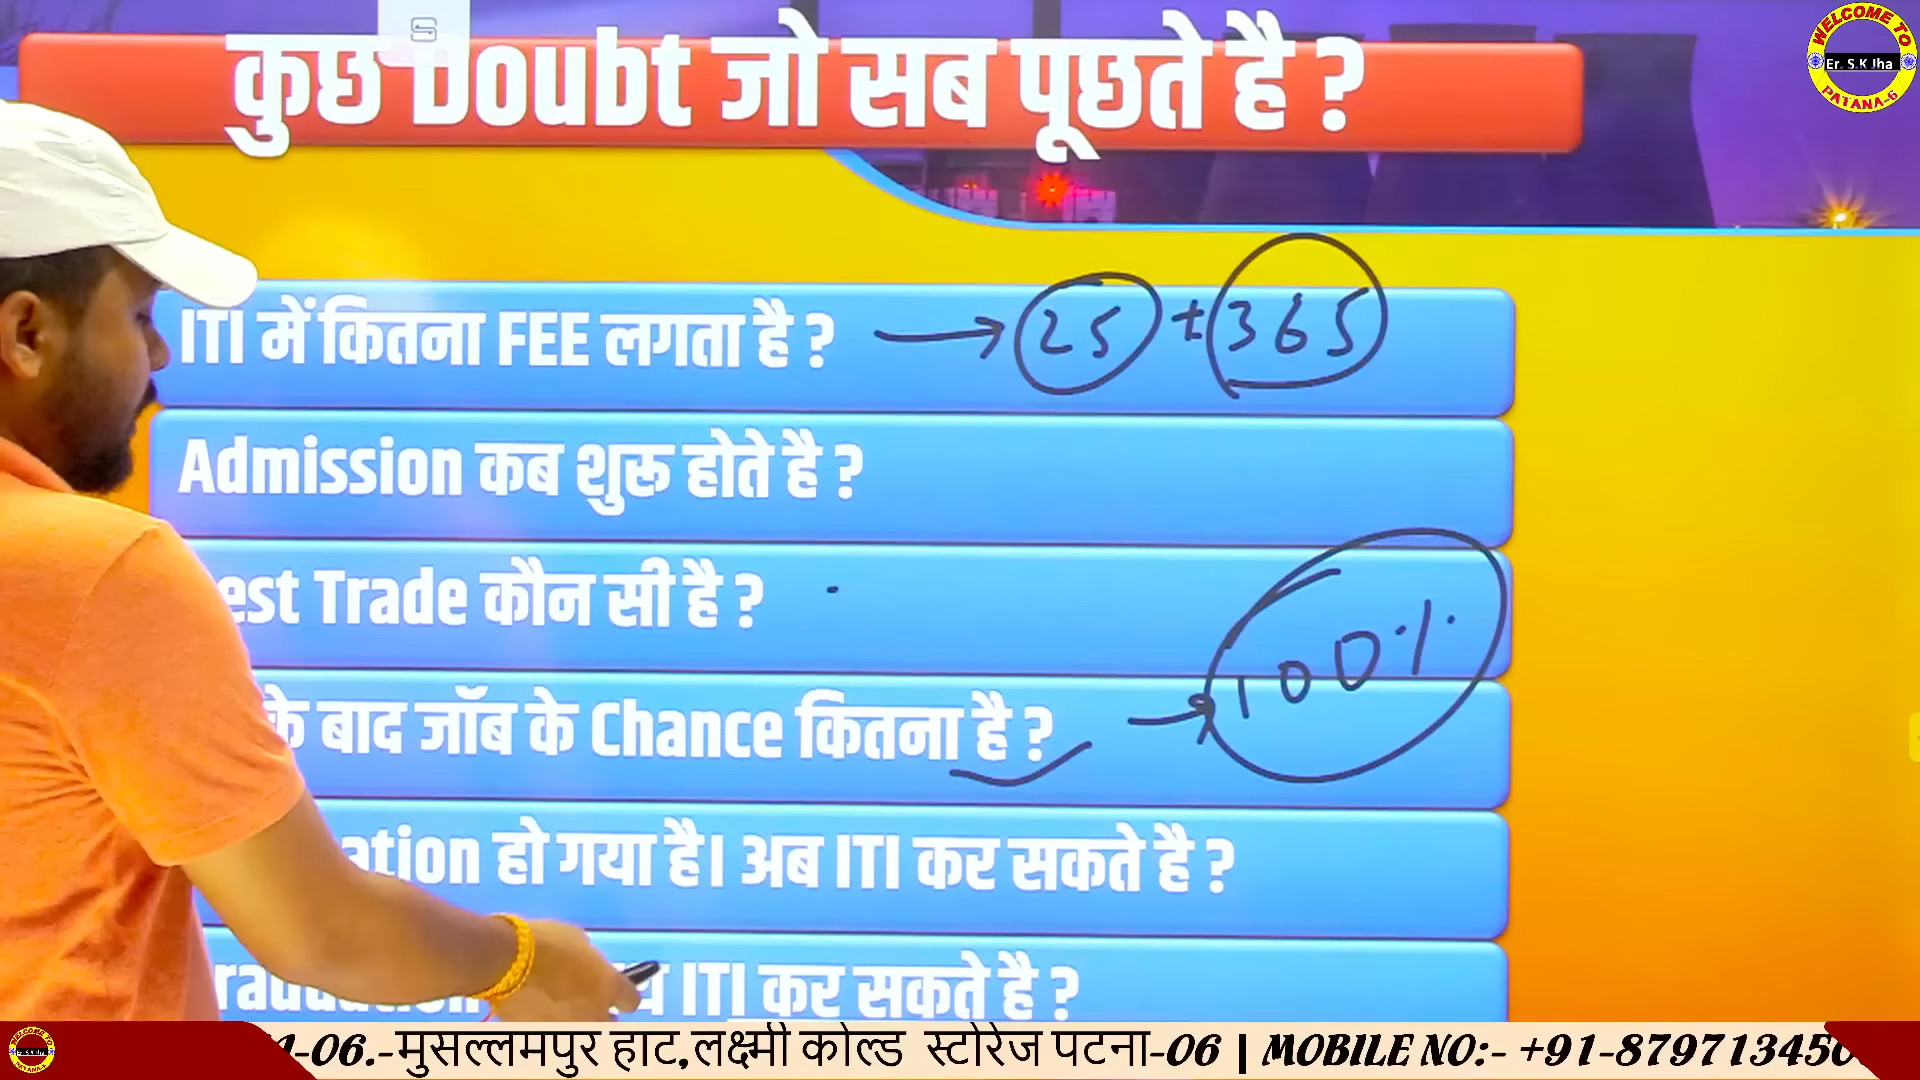 कुछ Doubt जो सब पूछते है ?
WELCOME TO
Er. S.K Jha
PATANA-6
ITI में कितना FEE लगता है ? → 25 + 365
Admission कब शुरू होते है ?
est Trade कौन सी है ?
के बाद जॉब के Chance कितना है ? → 100%
ation हो गया है। अब ITI कर सकते है ?
ITI कर सकते है ?
-06.-मुसल्लमपुर हाट,लक्ष्मी कोल्ड स्टोरेज पटना-06 | MOBILE NO:- +91-879713450